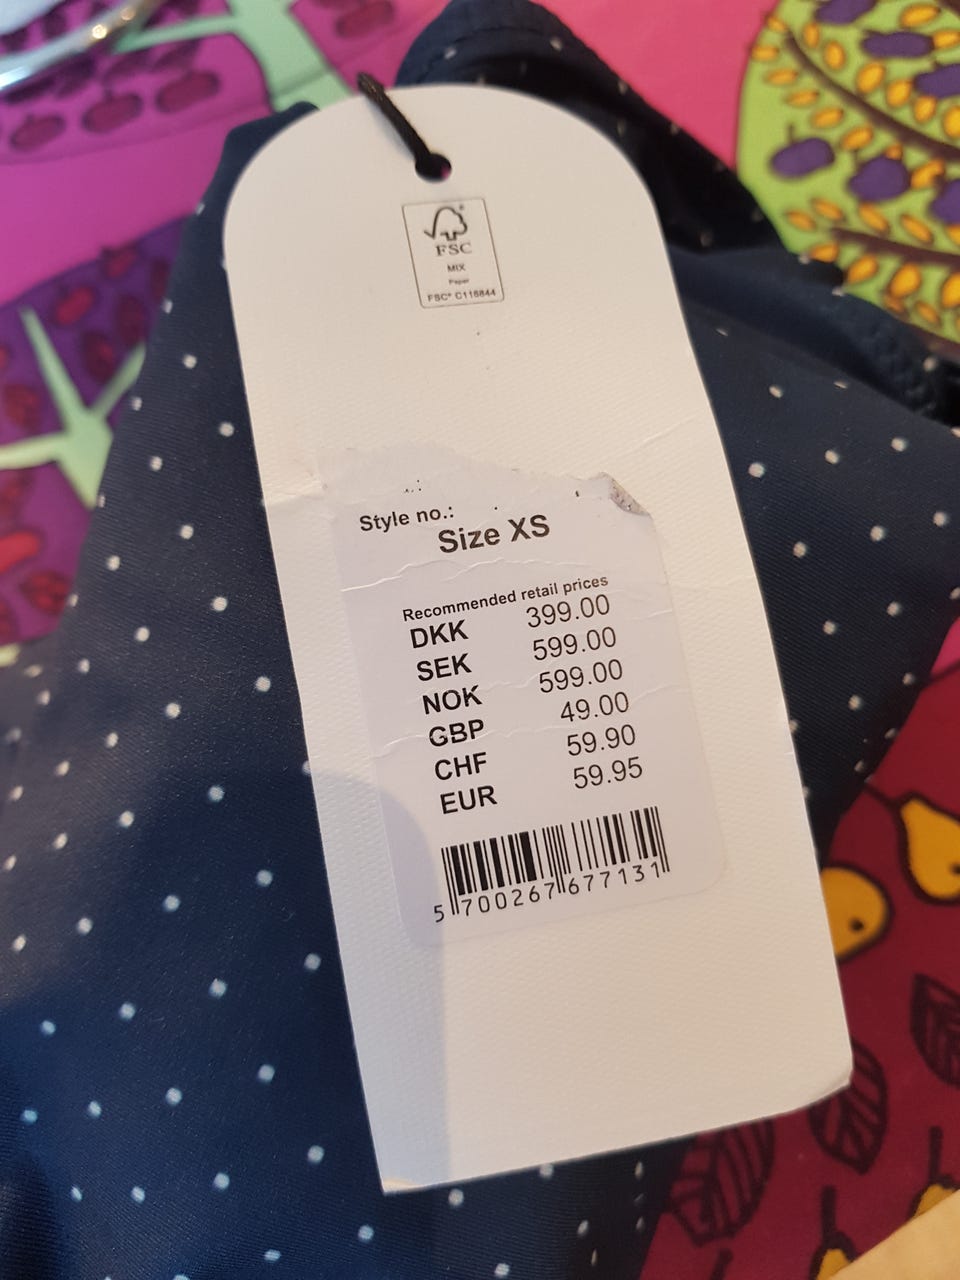 FSC
MIX
Paper
FSC® C116844
Style no.:
Size XS
Recommended retail prices
DKK 399.00
SEK 599.00
NOK 599.00
GBP 49.00
CHF 59.90
EUR 59.95
5 700267 677131